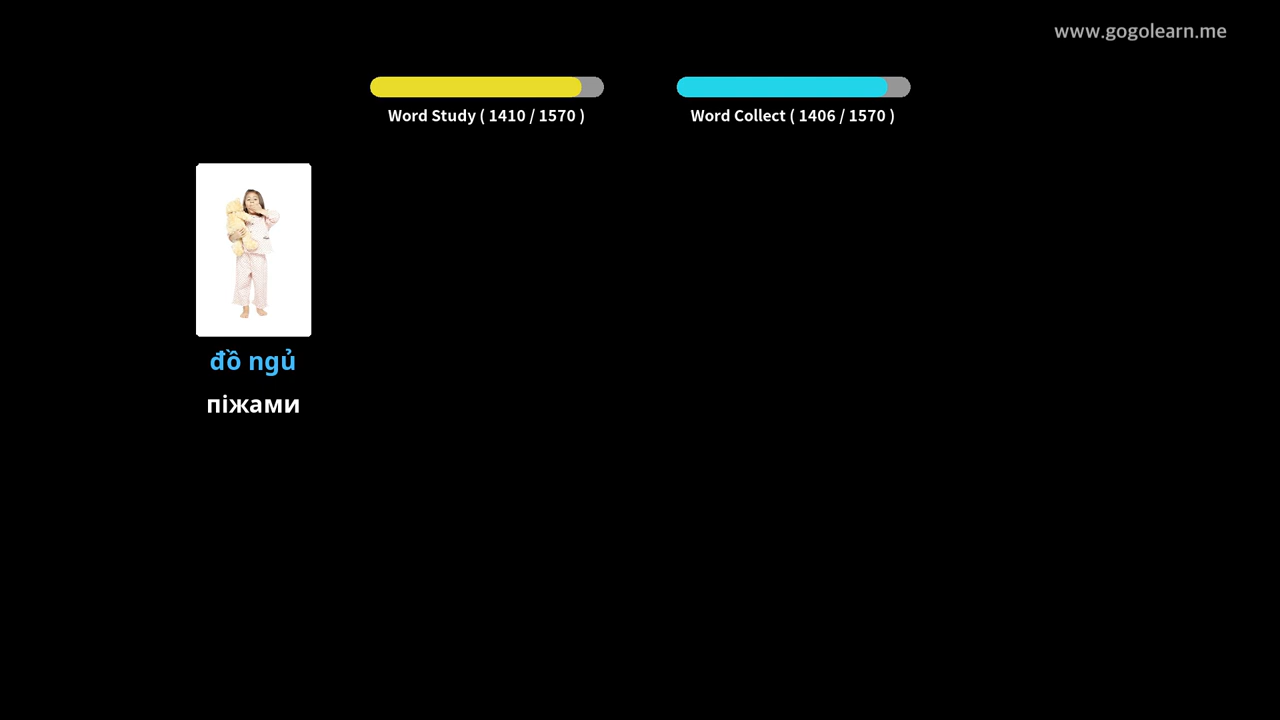 www.gogolearn.me
Word Study ( 1410 / 1570 )
Word Collect ( 1406 / 1570 )
đồ ngủ
піжами